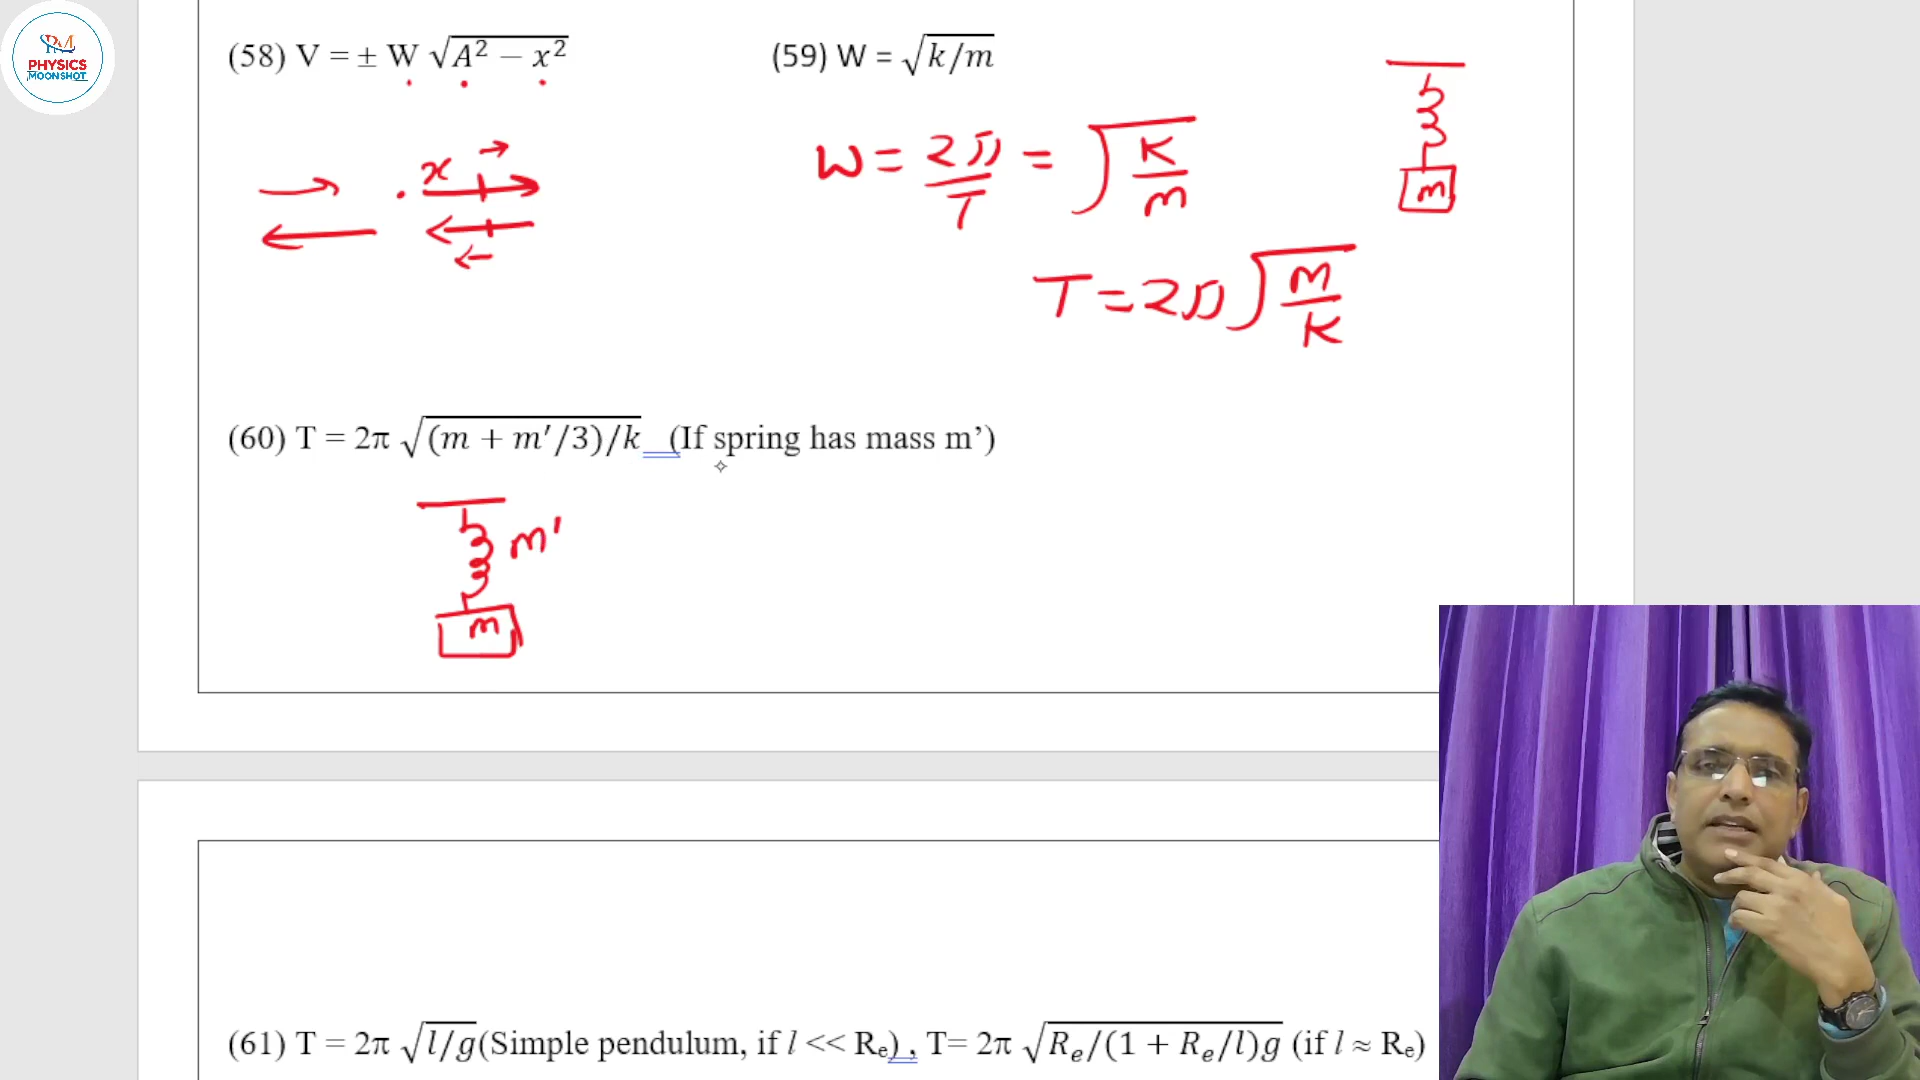 PHYSICS
MOONSHOT
(58) V = ± W √A² − x²
(59) W = √k/m
x
W = 2π/T = √K/m
m
T = 2π √m/K
(60) T = 2π √(m + m′/3)/k (If spring has mass m’)
m'
m
(61) T = 2π √l/g(Simple pendulum, if l << Rₑ) , T= 2π √Rₑ/(1 + Rₑ/l)g (if l ≈ Rₑ)